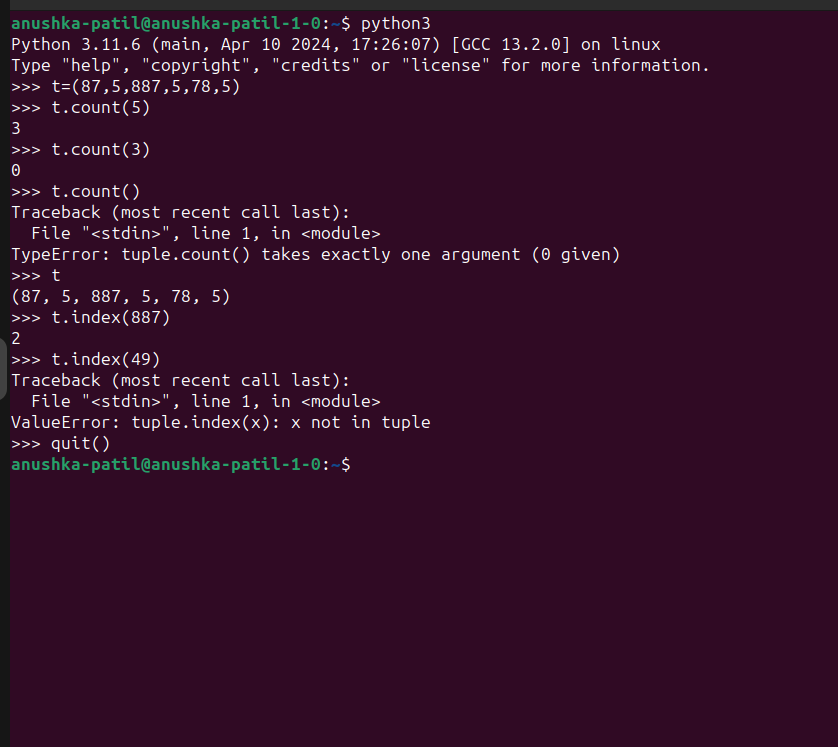 anushka-patil@anushka-patil-1-0:~$ python3
Python 3.11.6 (main, Apr 10 2024, 17:26:07) [GCC 13.2.0] on linux
Type "help", "copyright", "credits" or "license" for more information.
>>> t=(87,5,887,5,78,5)
>>> t.count(5)
3
>>> t.count(3)
0
>>> t.count()
Traceback (most recent call last):
  File "<stdin>", line 1, in <module>
TypeError: tuple.count() takes exactly one argument (0 given)
>>> t
(87, 5, 887, 5, 78, 5)
>>> t.index(887)
2
>>> t.index(49)
Traceback (most recent call last):
  File "<stdin>", line 1, in <module>
ValueError: tuple.index(x): x not in tuple
>>> quit()
anushka-patil@anushka-patil-1-0:~$